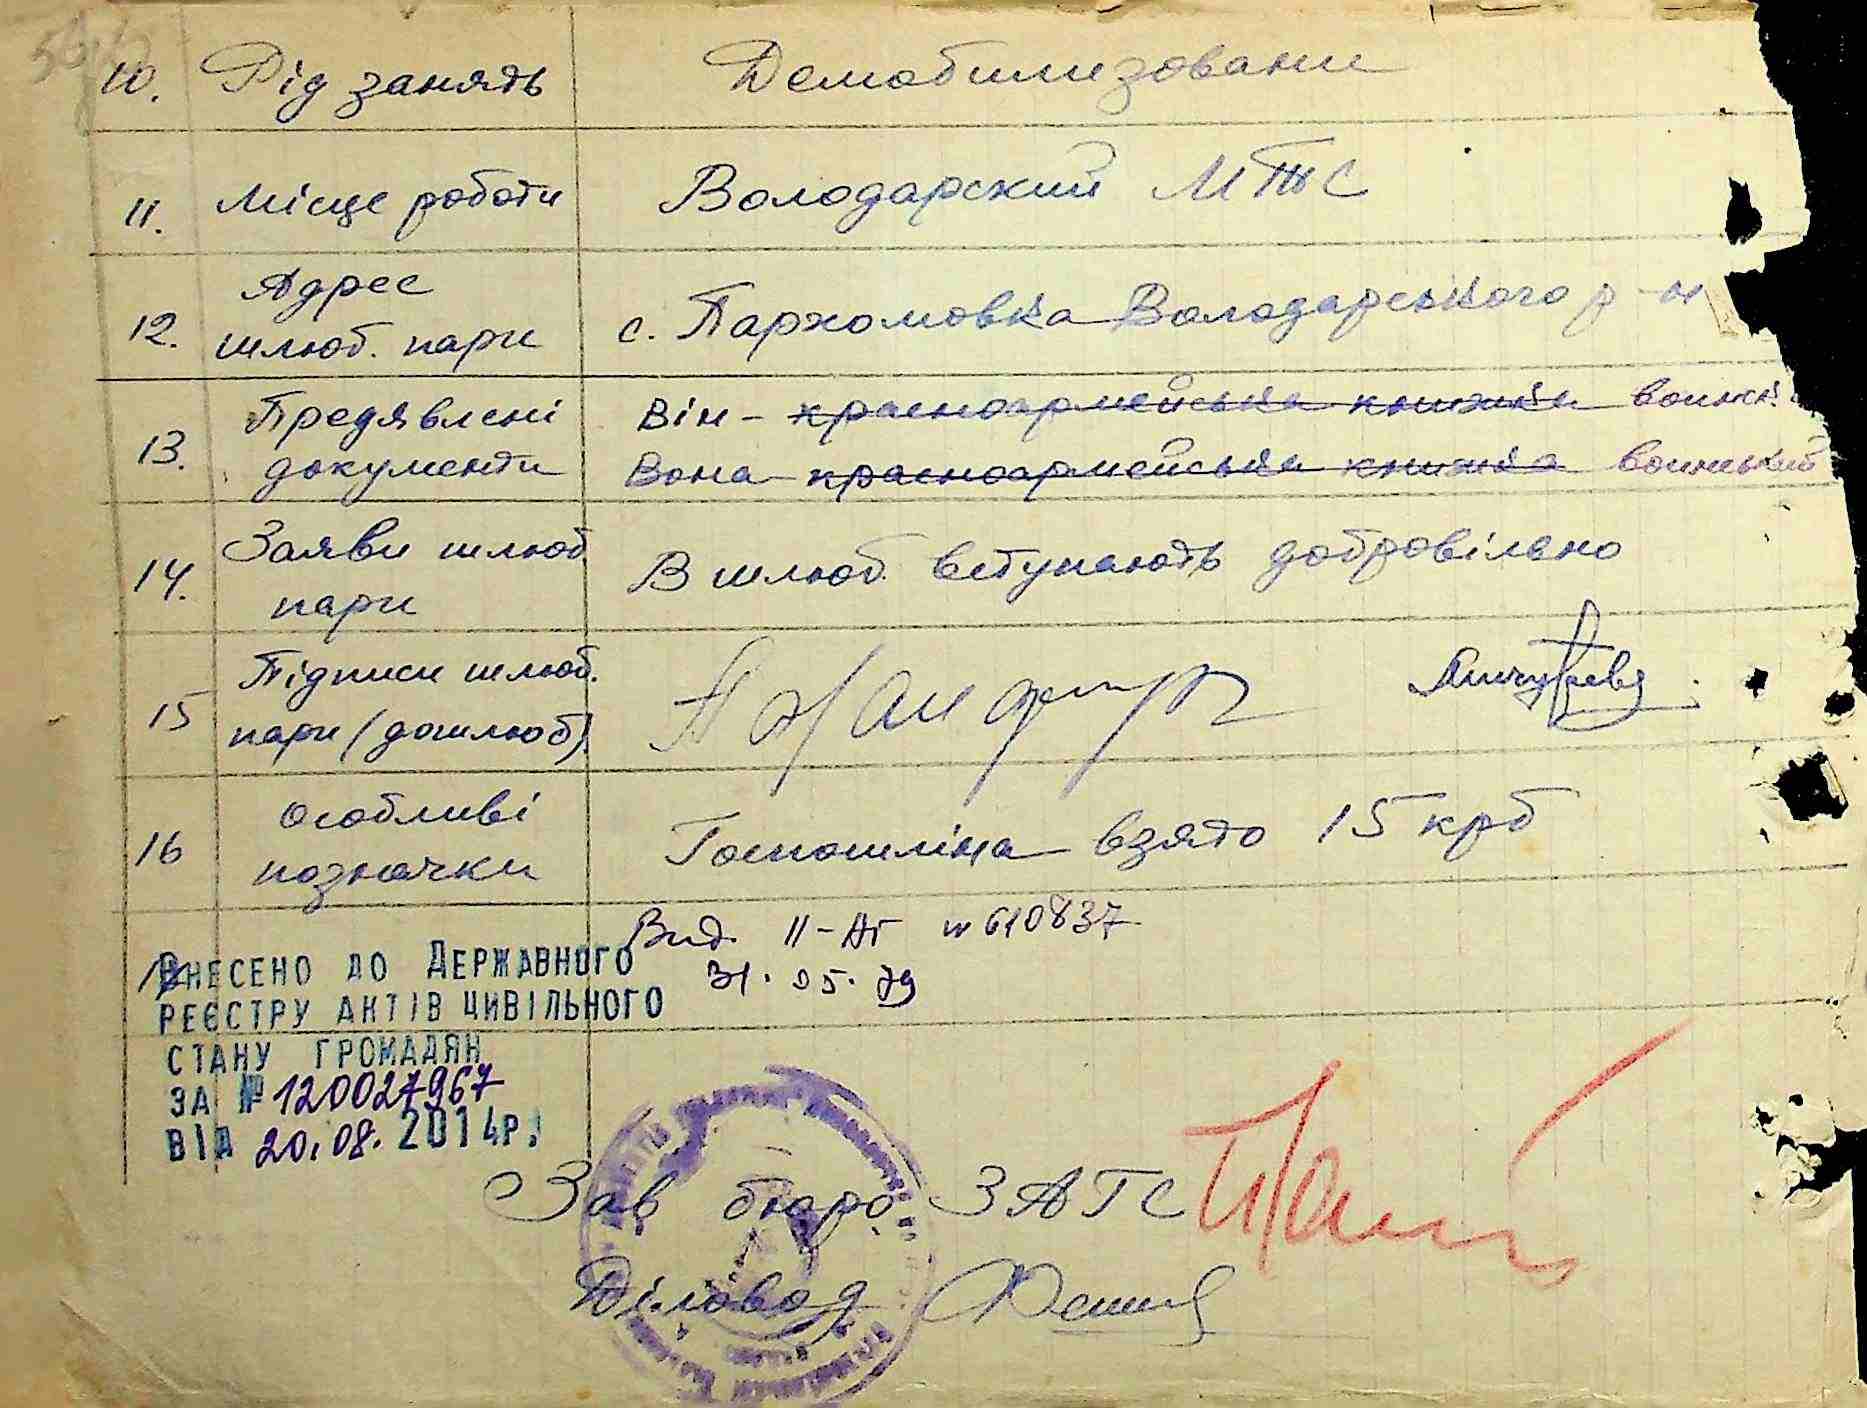 10. Рід занять Демобилизовани
11. Місце роботи Володарский МТС
Адрес
12. шлюб. пари с. Пархомовка Володарського р-н
Предявлені Він - красноармейська книжка воинск
13. документи Вона - красноармейська книжка воинський
Заяви шлюб
14. пари В шлюб. вступають добровільно
Підписи шлюб.
15 пари (дошлюб)
Особливі
16 позначки Госпошліна взято 15 крб
Вид. II-АГ № 610837
31.05.79
Внесено до Державного
реєстру актів цивільного
стану громадян
за № 120027967
від 20.08.2014р.
Зав бюро ЗАГС
Діловод